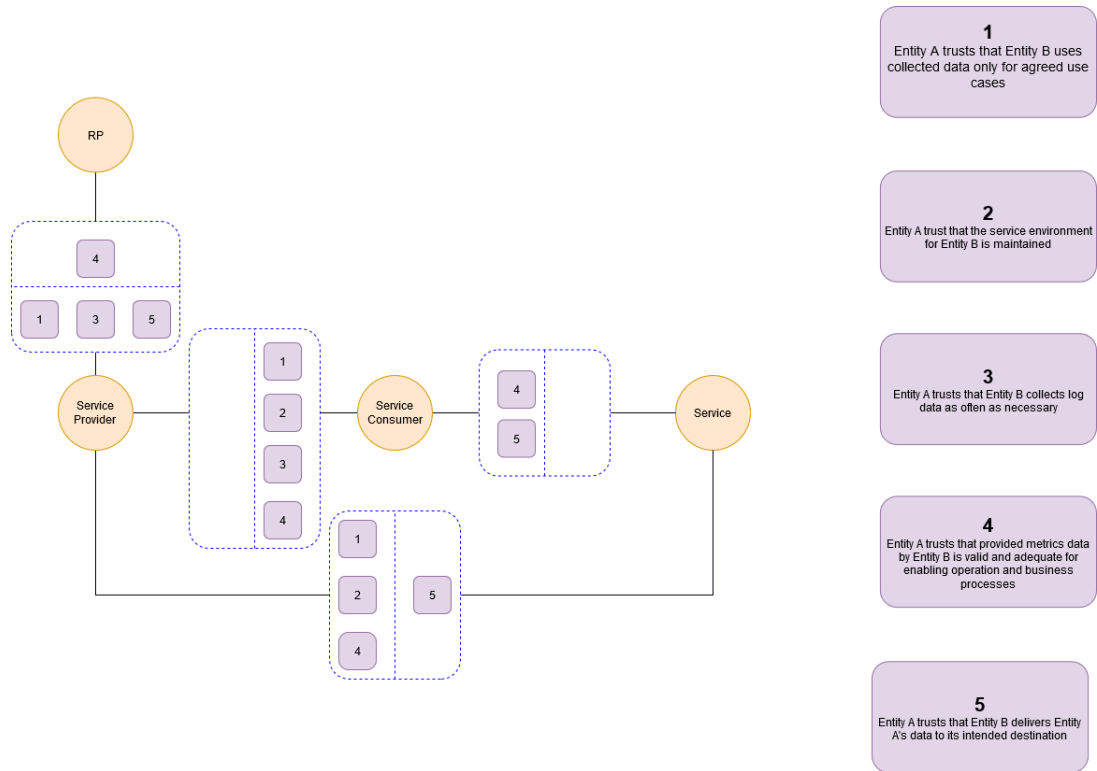 1
Entity A trusts that Entity B uses
collected data only for agreed use
cases
RP
2
Entity A trust that the service environment
for Entity B is maintained
4
1
3
5
1
2
3
4
Service
Provider
Service
Consumer
4
5
Service
3
Entity A trusts that Entity B collects log
data as often as necessary
1
2
4
5
4
Entity A trusts that provided metrics data
by Entity B is valid and adequate for
enabling operation and business
processes
5
Entity A trusts that Entity B delivers Entity
A's data to its intended destination